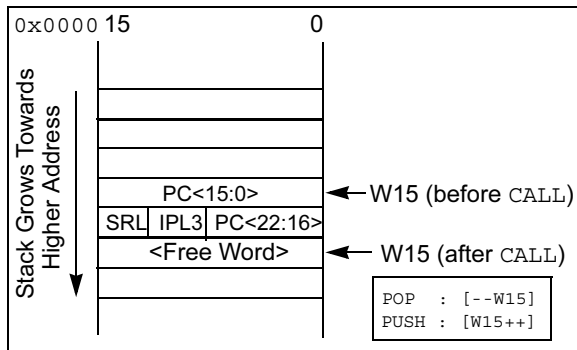 0x0000 15 0
Stack Grows Towards
Higher Address
PC<15:0>
W15 (before CALL)
SRL IPL3 PC<22:16>
<Free Word>
W15 (after CALL)
POP : [--W15]
PUSH : [W15++]